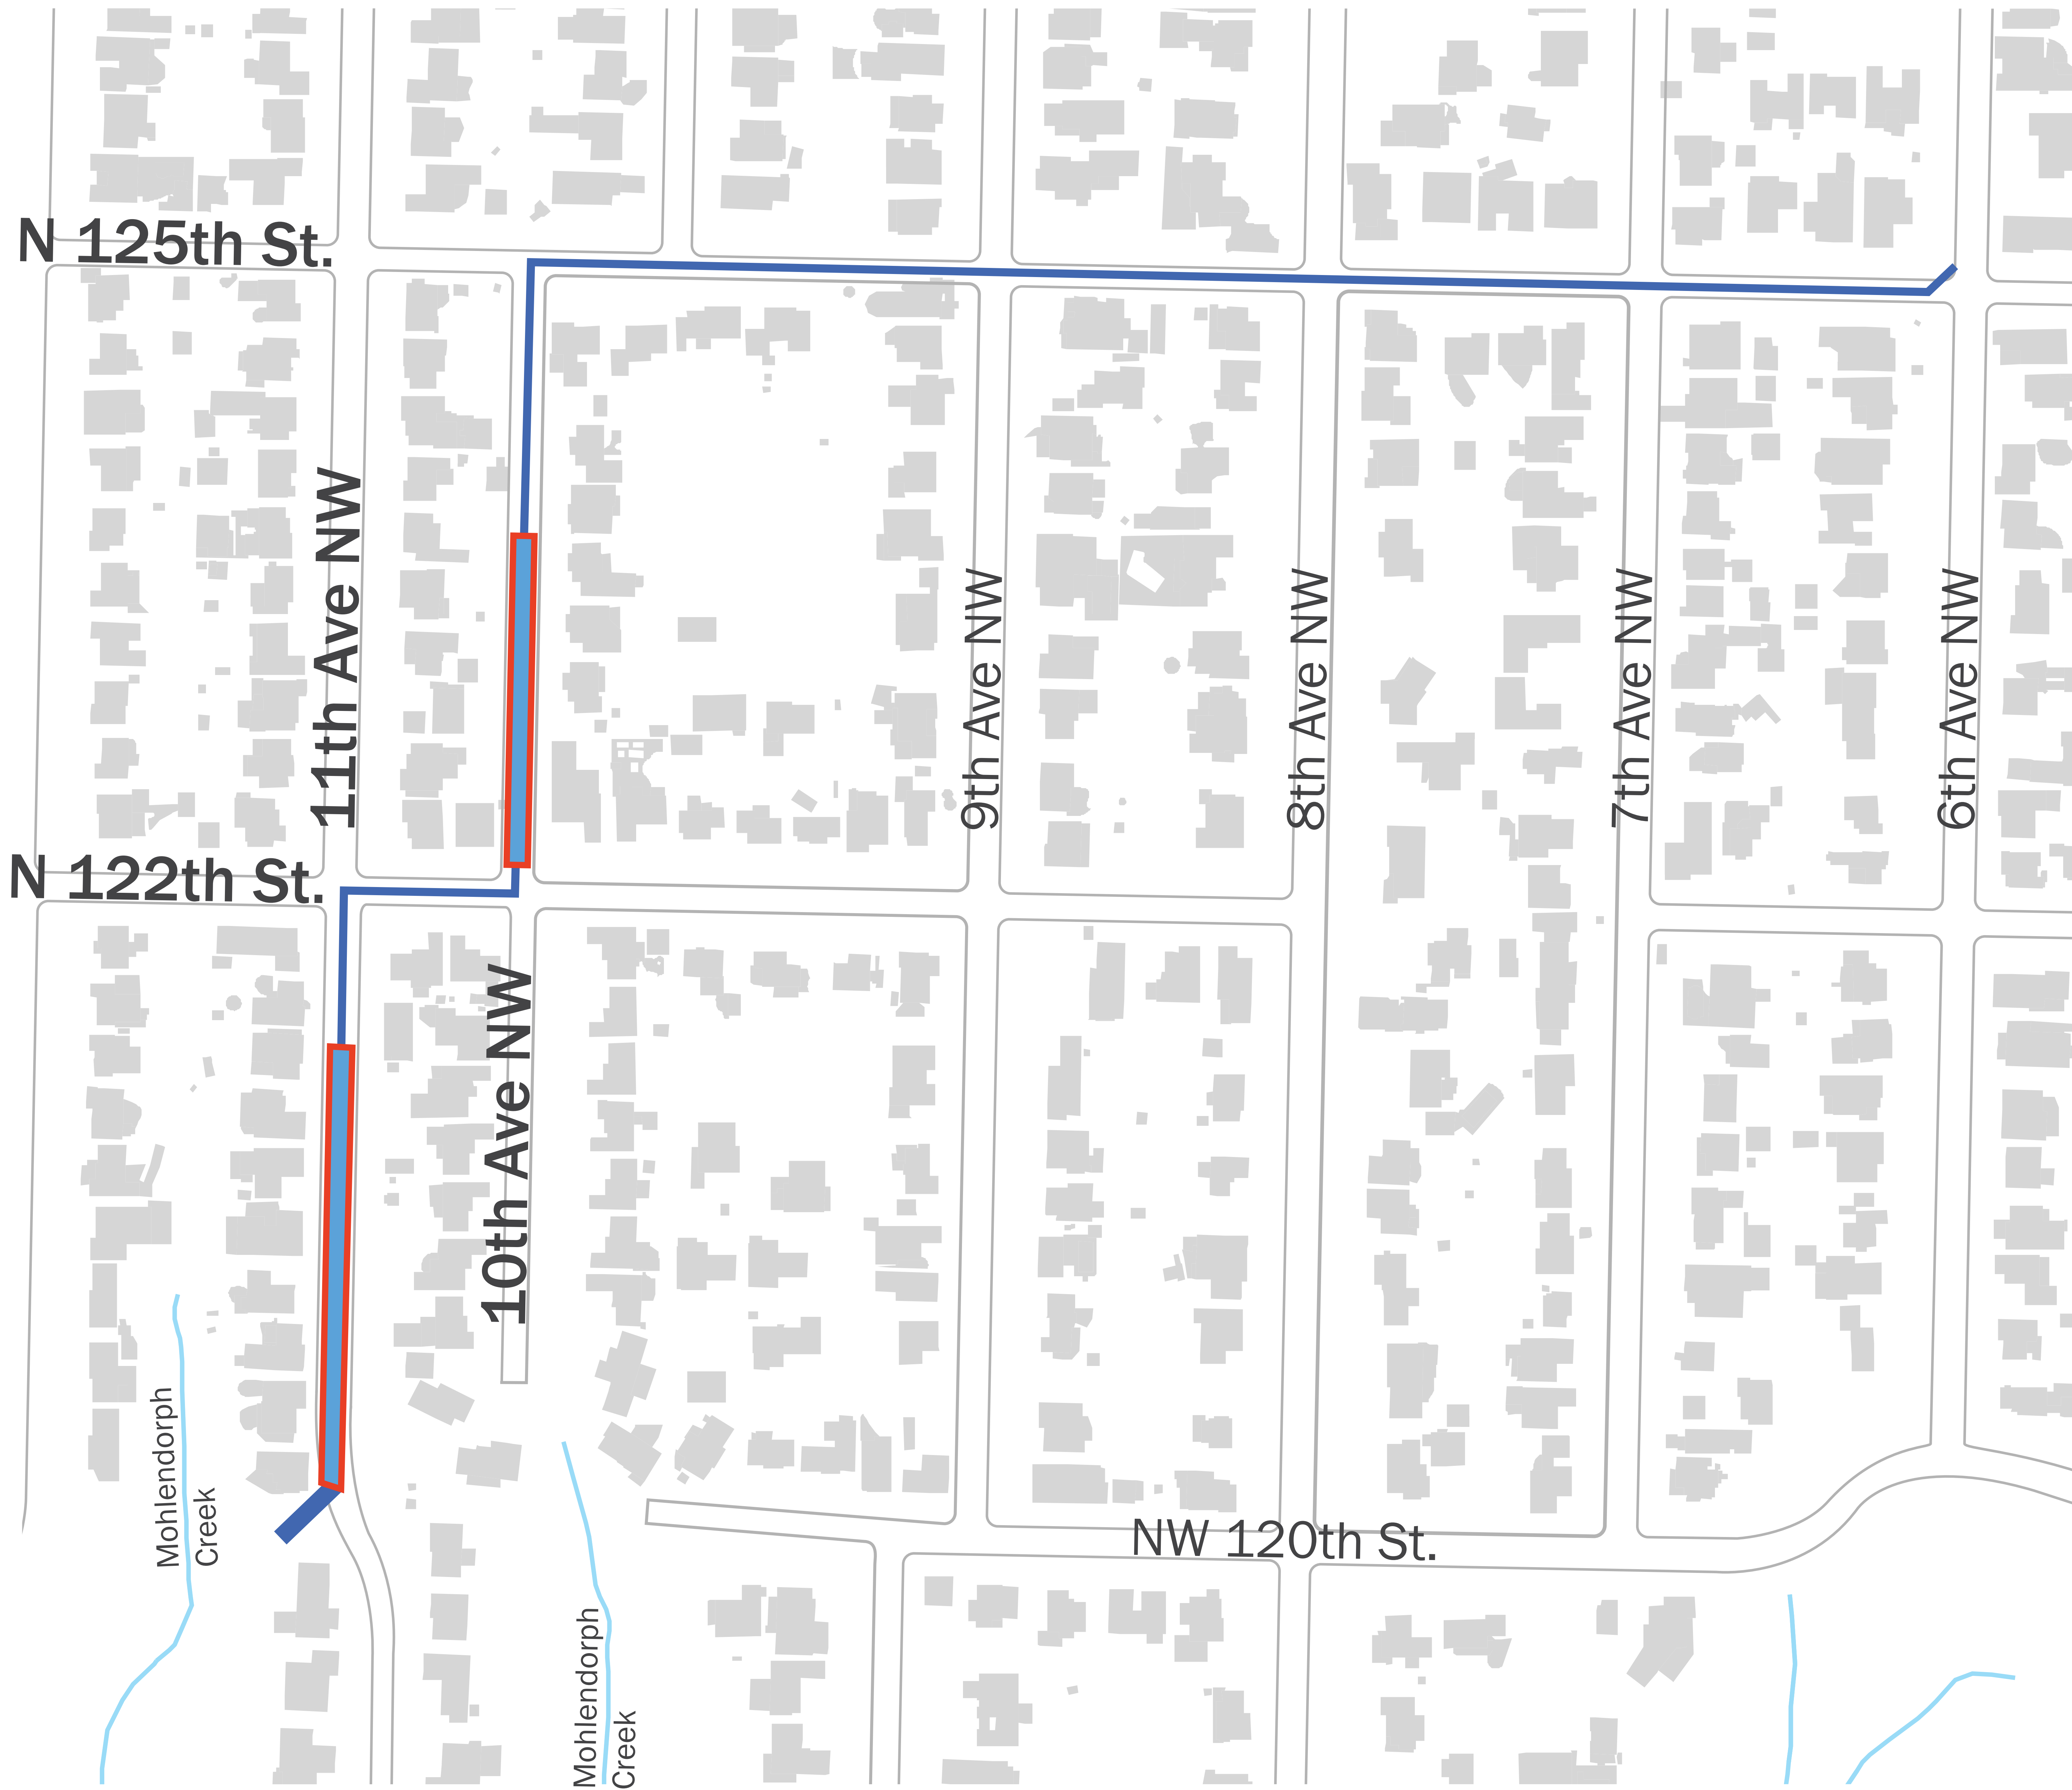 N 125th St.
11th Ave NW
9th Ave NW
8th Ave NW
7th Ave NW
6th Ave NW
N 122th St.
10th Ave NW
Mohlendorph
Creek
NW 120th St.
Mohlendorph
Creek